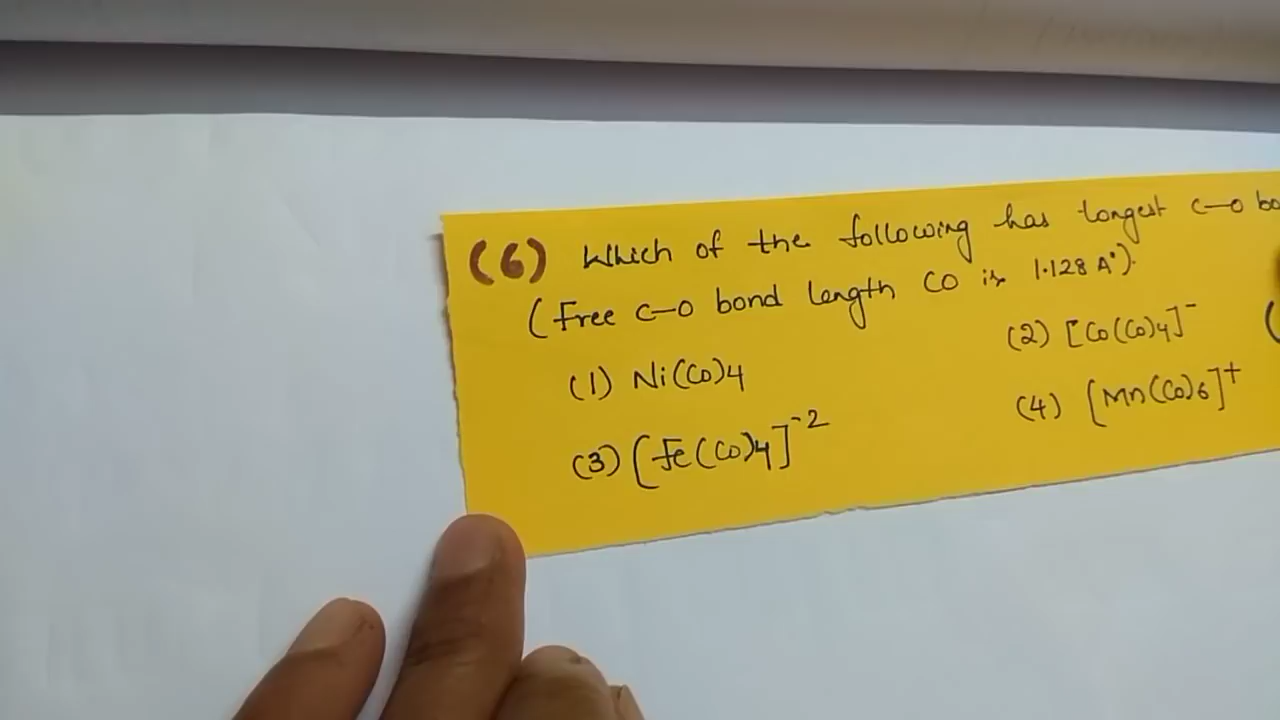 (6) Which of the following has longest C-O bo
(Free C-O bond length CO is 1.128 A°).
(1) Ni(CO)4 (2) [Co(CO)4]⁻ (
(3) [Fe(CO)4]⁻² (4) [Mn(CO)6]⁺